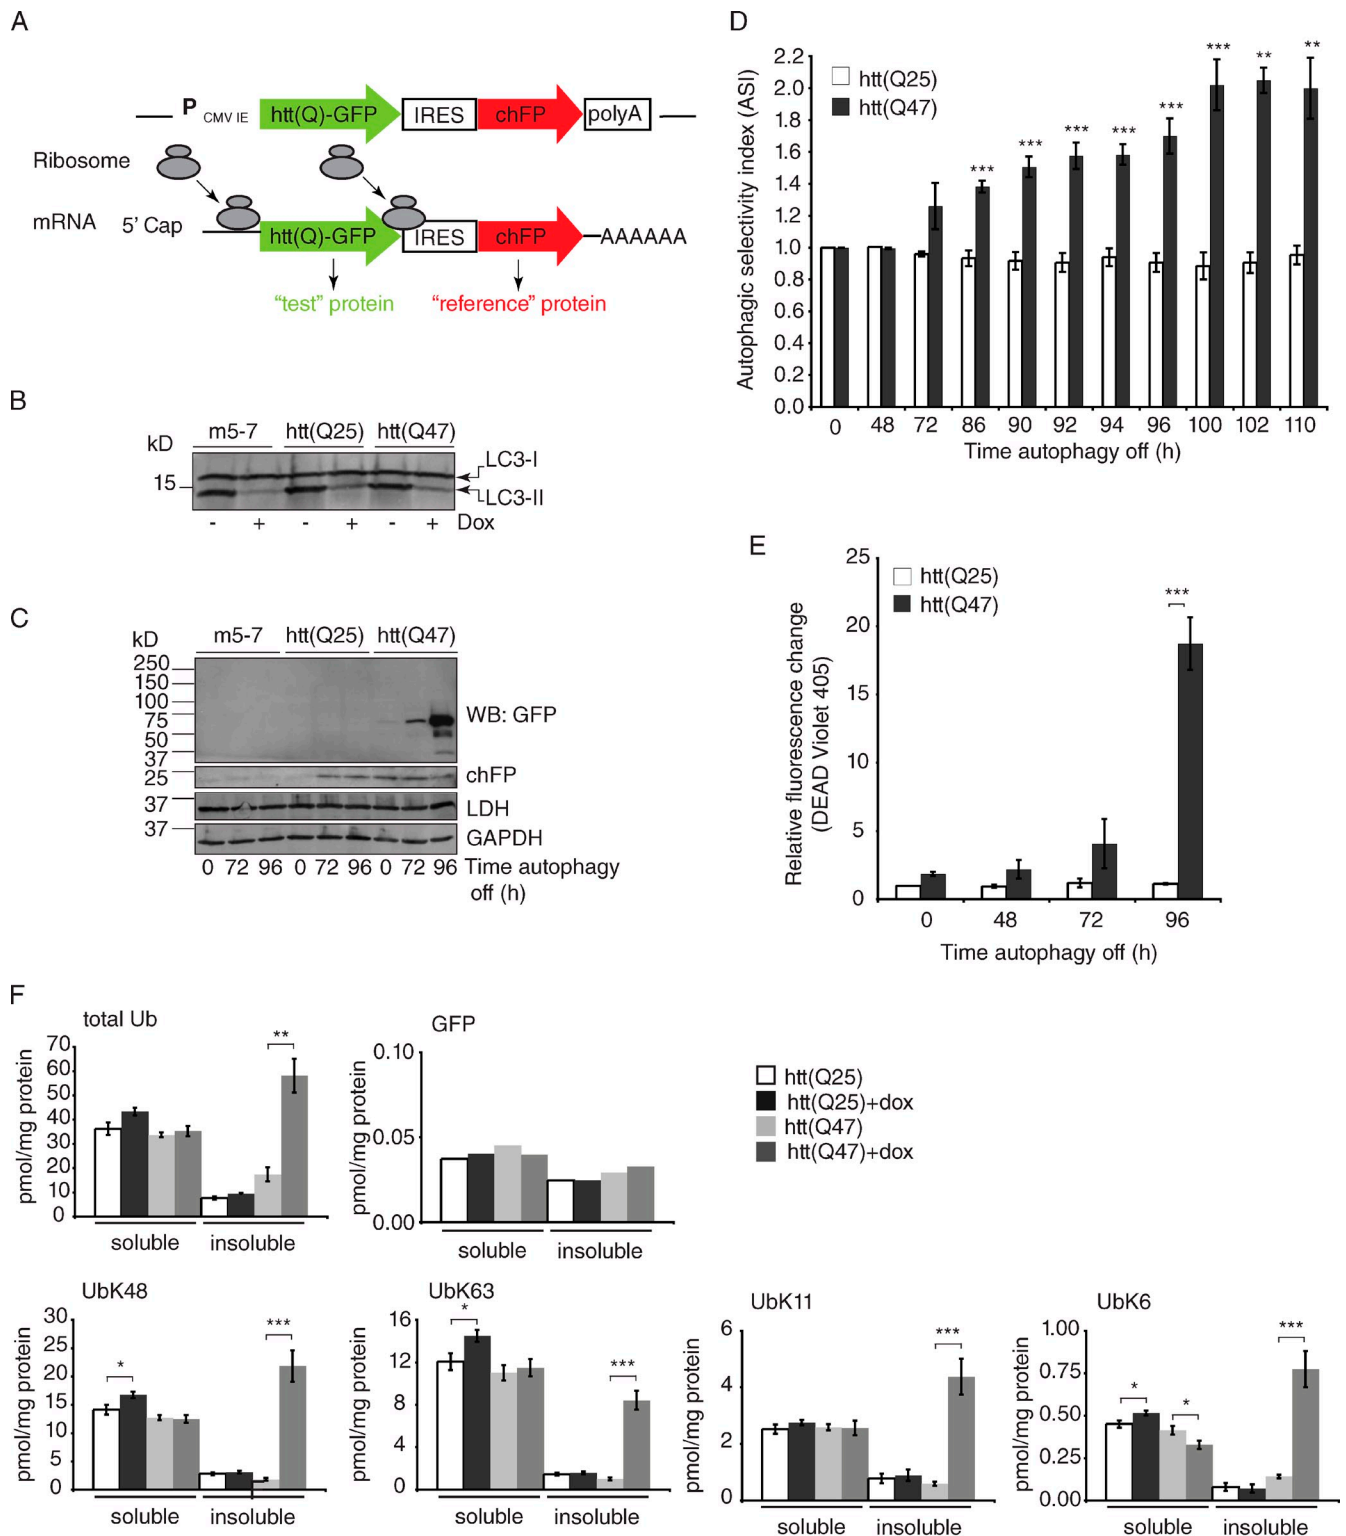 A
P CMV IE htt(Q)-GFP IRES chFP polyA
Ribosome
mRNA 5' Cap htt(Q)-GFP IRES chFP AAAAAA
"test" protein "reference" protein
B
kD m5-7 htt(Q25) htt(Q47)
LC3-I
15
LC3-II
- + - + - + Dox
C
kD m5-7 htt(Q25) htt(Q47)
250
150
100
75 WB: GFP
50
37
25 chFP
37 LDH
37 GAPDH
0 72 96 0 72 96 0 72 96 Time autophagy
off (h)
D
Autophagic selectivity index (ASI)
2.2
2.0
1.8
1.6
1.4
1.2
1.0
0.8
0.6
0.4
0.2
0.0
htt(Q25)
htt(Q47)
*** *** *** *** *** *** ** **
0 48 72 86 90 92 94 96 100 102 110
Time autophagy off (h)
E
Relative fluorescence change
(DEAD Violet 405)
25
20
15
10
5
0
htt(Q25)
htt(Q47)
***
0 48 72 96
Time autophagy off (h)
F
total Ub
pmol/mg protein
70
60
50
40
30
20
10
0
**
soluble insoluble
GFP
pmol/mg protein
0.10
0.05
0.00
soluble insoluble
htt(Q25)
htt(Q25)+dox
htt(Q47)
htt(Q47)+dox
UbK48
pmol/mg protein
30
25
20
15
10
5
0
* ***
soluble insoluble
UbK63
pmol/mg protein
16
12
8
4
0
* ***
soluble insoluble
UbK11
pmol/mg protein
6
4
2
0
***
soluble insoluble
UbK6
pmol/mg protein
1.00
0.75
0.50
0.25
0.00
* * ***
soluble insoluble